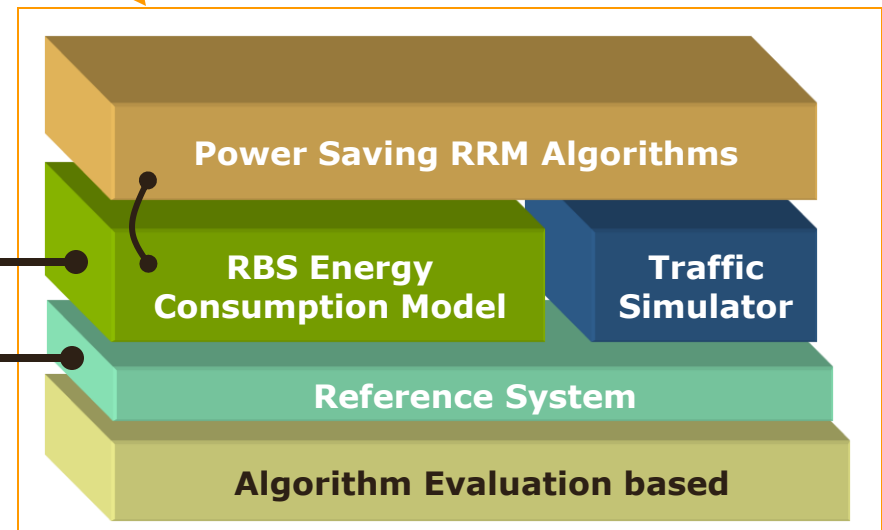 Power Saving RRM Algorithms
RBS Energy
Consumption Model
Traffic
Simulator
Reference System
Algorithm Evaluation based